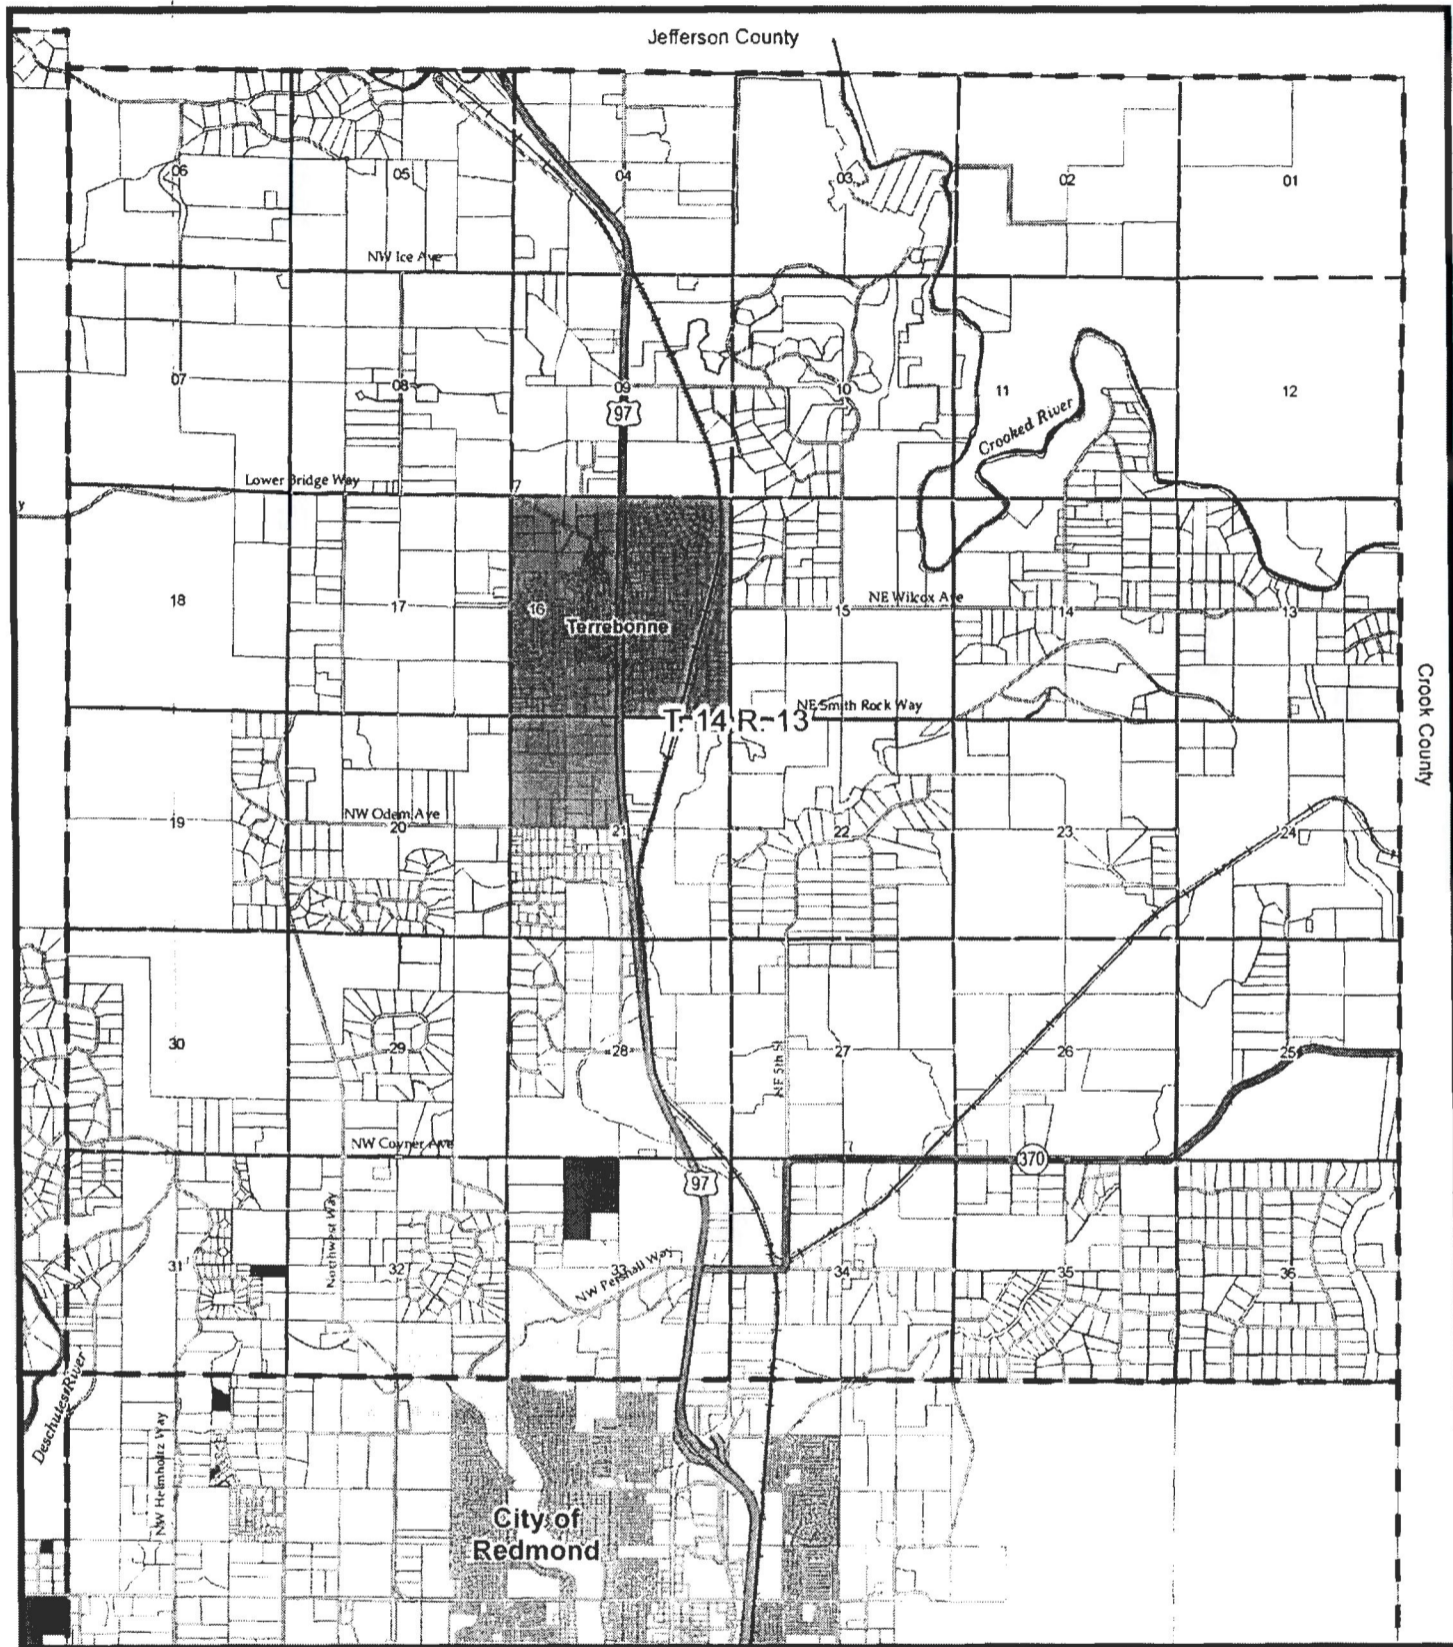 Jefferson County
06
05
04
03
02
01
NW Ice Ave
07
08
09
97
10
11
12
Crooked River
Lower Bridge Way
y
18
17
16
Terrebonne
15
NE Wilcox Ave
14
13
NE Smith Rock Way
T. 14 R. 13
Crook County
19
NW Odem Ave
20
21
22
23
24
30
29
28
NE 5th St
27
26
25
NW Coyner Ave
370
97
Northwest Way
31
32
33
NW Pershall Way
34
35
36
Deschutes River
NW Helmholtz Way
City of
Redmond